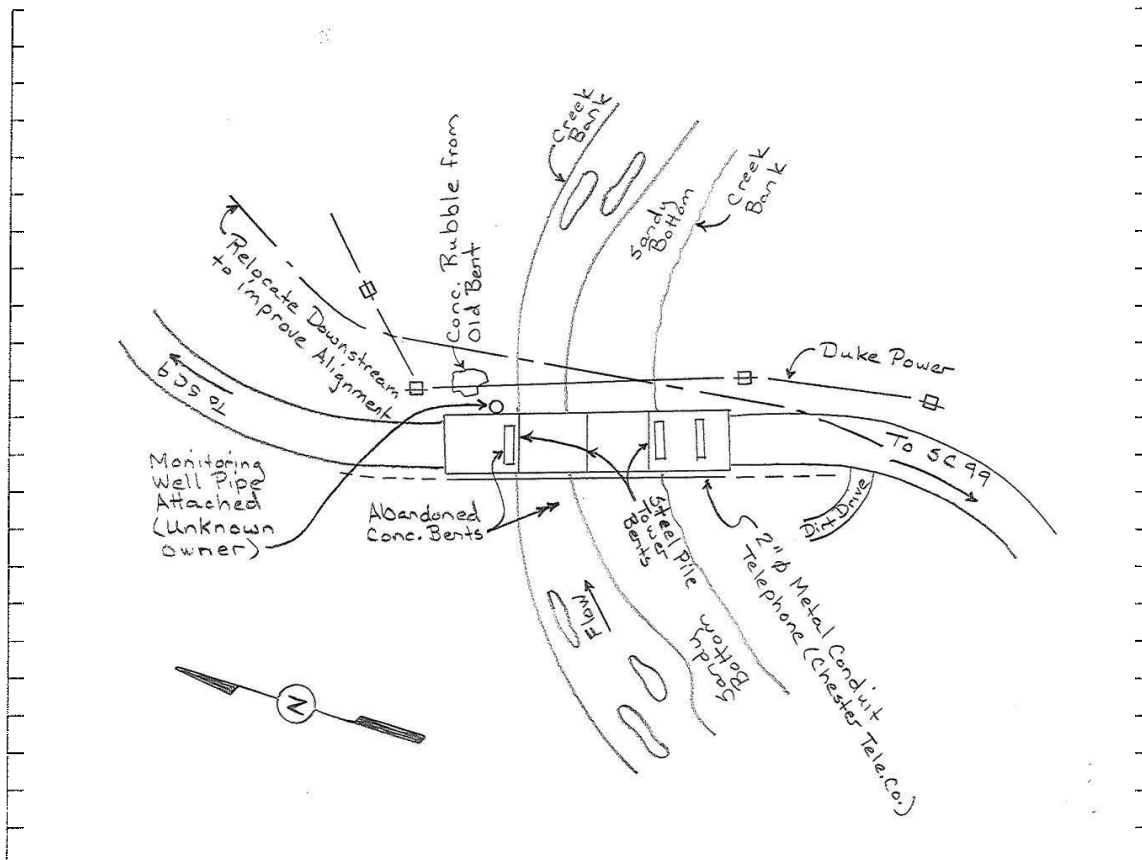 Creek
Bank
Conc. Rubble from
Old Bent
Sandy
Bottom
Creek
Bank
Relocate Downstream
to improve Alignment
Duke Power
To SC9
To SC 99
Monitoring
Well Pipe
Attached
(Unknown
owner)
Abandoned
Conc. Bents
Steel Pile
Tower
Bents
Dirt Drive
2"ø Metal Conduit
Telephone (Chester Tele. Co.)
Flow
Sandy
Bottom
N